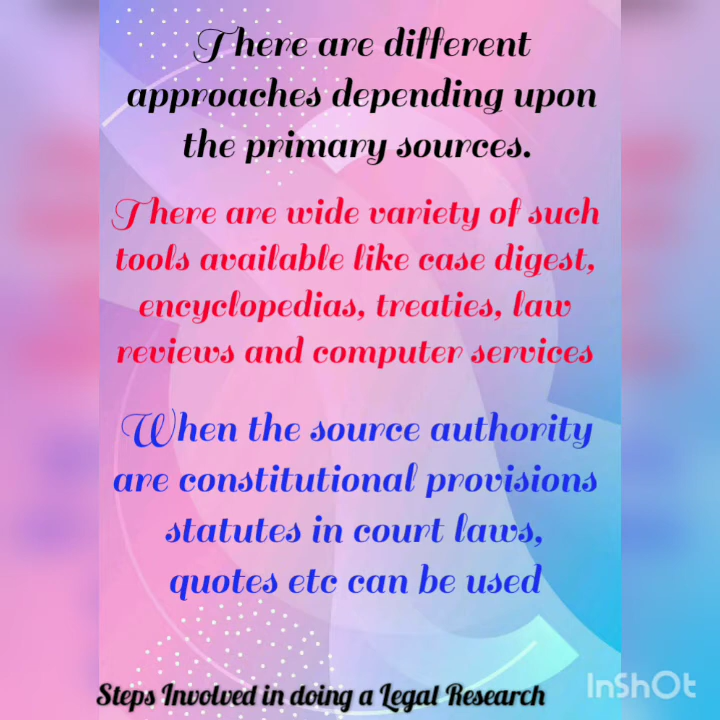 There are different
approaches depending upon
the primary sources.
There are wide variety of such
tools available like case digest,
encyclopedias, treaties, law
reviews and computer services
When the source authority
are constitutional provisions
statutes in court laws,
quotes etc can be used
Steps Involved in doing a Legal Research
InShOt